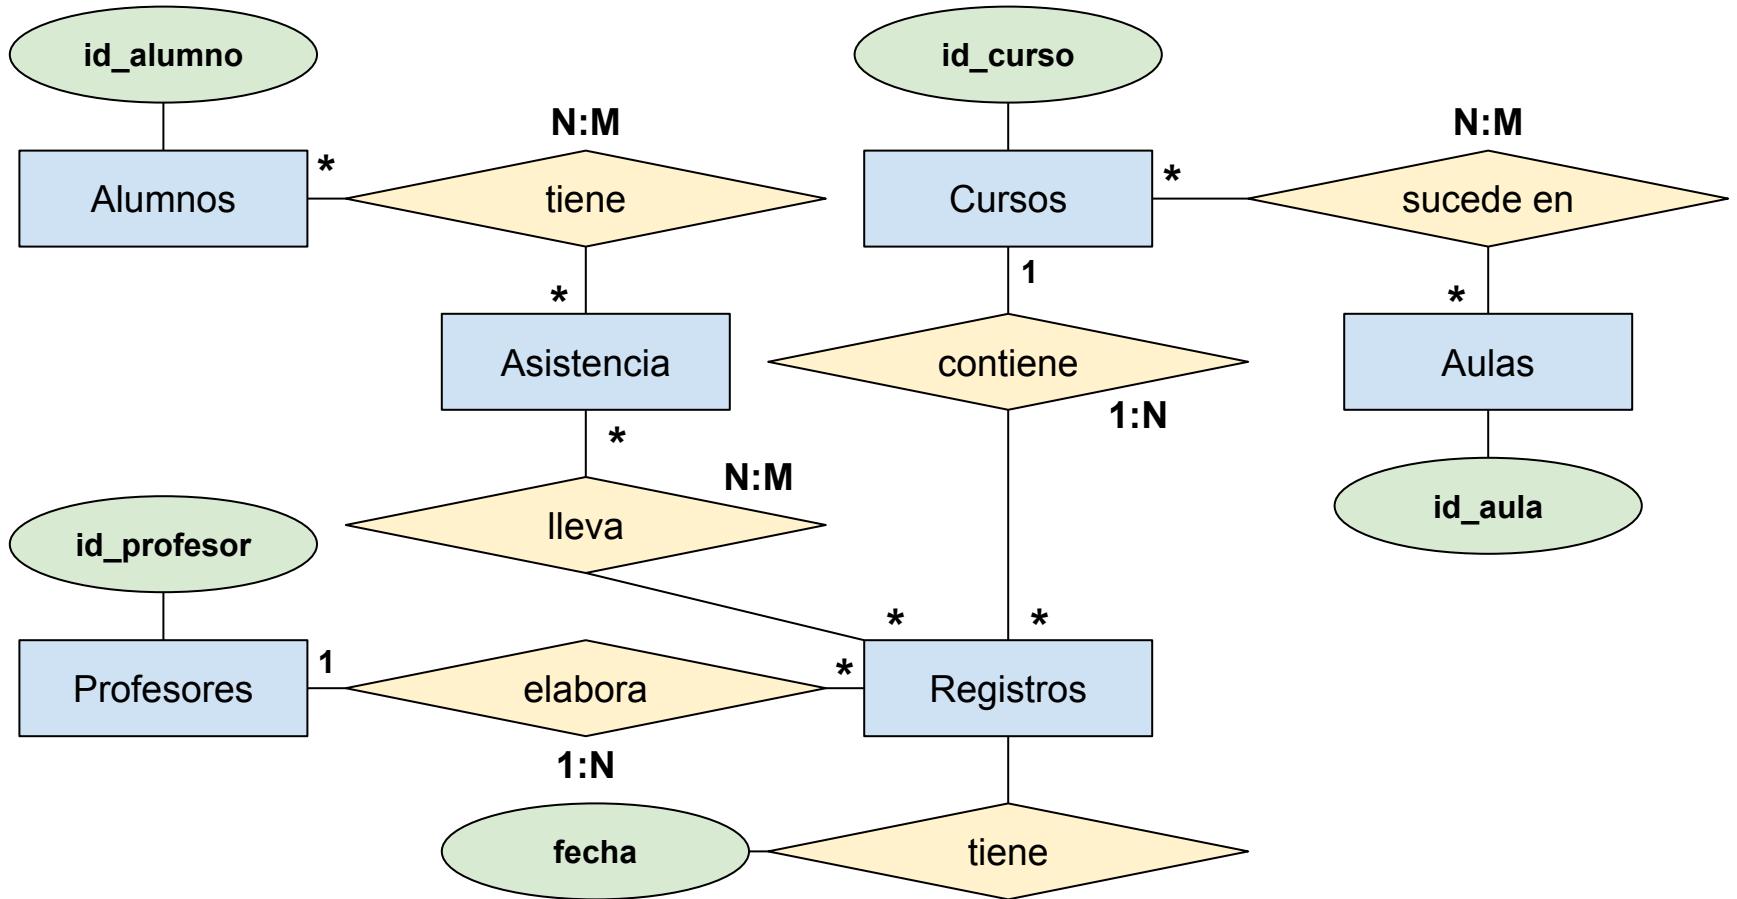 id_alumno
id_curso
N:M
N:M
Alumnos
*
tiene
Cursos
*
sucede en
1
*
*
Asistencia
contiene
Aulas
1:N
*
N:M
id_aula
lleva
id_profesor
*
*
Profesores
1
elabora
*
Registros
1:N
fecha
tiene